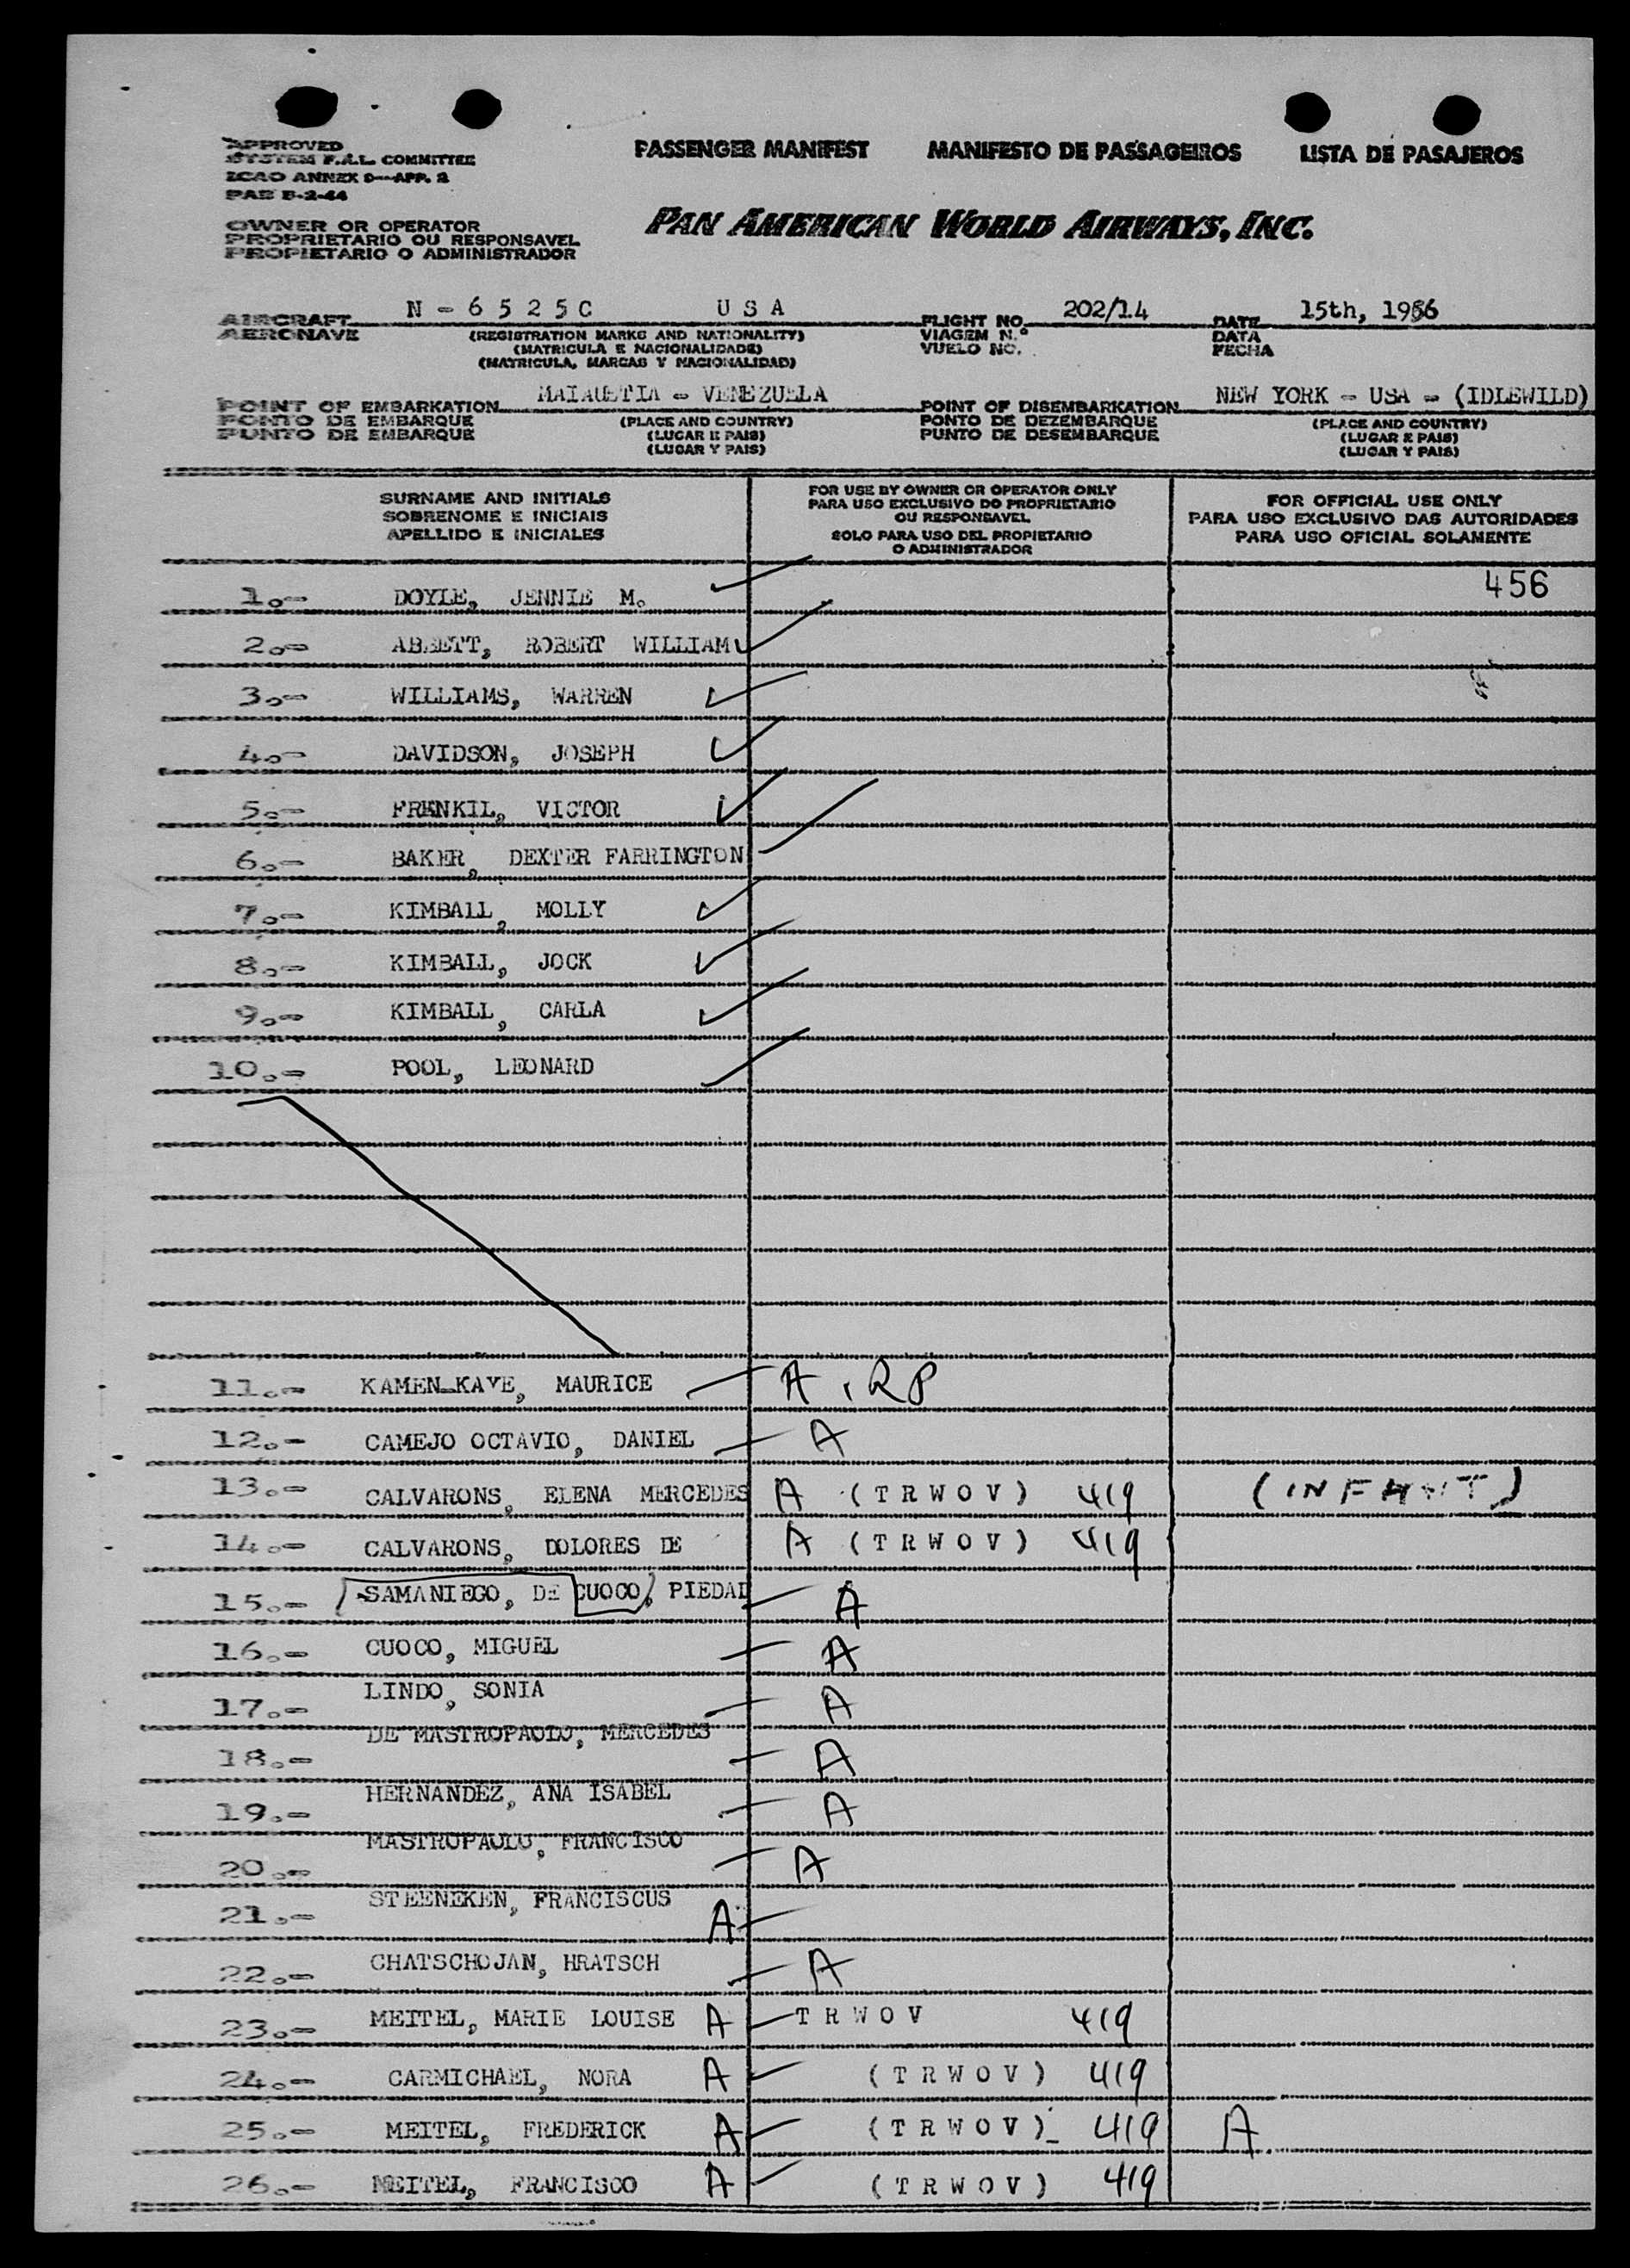 APPROVED
SYSTEM F.A.L. COMMITTEE
ICAO ANNEX 9—APP. 2
PAB B-2-44
PASSENGER MANIFEST MANIFESTO DE PASSAGEIROS LISTA DE PASAJEROS
OWNER OR OPERATOR
PROPRIETARIO OU RESPONSAVEL
PROPIETARIO O ADMINISTRADOR
PAN AMERICAN WORLD AIRWAYS, INC.
AIRCRAFT N - 6 5 2 5 C U S A FLIGHT NO. 202/14 DATE 15th, 1956
AERONAVE (REGISTRATION MARKS AND NATIONALITY) VIAGEM N.º DATA
(MATRICULA E NACIONALIDADE) VUELO NO. FECHA
(MATRICULA, MARCAS Y NACIONALIDAD)
POINT OF EMBARKATION MAIAUETIA - VENEZUELA POINT OF DISEMBARKATION NEW YORK - USA - (IDLEWILD)
PONTO DE EMBARQUE (PLACE AND COUNTRY) PONTO DE DEZEMBARQUE (PLACE AND COUNTRY)
PUNTO DE EMBARQUE (LUGAR E PAIS) PUNTO DE DESEMBARQUE (LUGAR E PAIS)
(LUGAR Y PAIS) (LUGAR Y PAIS)
SURNAME AND INITIALS
SOBRENOME E INICIAIS
APELLIDO E INICIALES
FOR USE BY OWNER OR OPERATOR ONLY
PARA USO EXCLUSIVO DO PROPRIETARIO
OU RESPONSAVEL
SOLO PARA USO DEL PROPIETARIO
O ADMINISTRADOR
FOR OFFICIAL USE ONLY
PARA USO EXCLUSIVO DAS AUTORIDADES
PARA USO OFICIAL SOLAMENTE
456
1.- DOYLE, JENNIE M.
2.- ABBETT, ROBERT WILLIAM
3.- WILLIAMS, WARREN
4.- DAVIDSON, JOSEPH
5.- FRENKIL, VICTOR
6.- BAKER, DEXTER FARRINGTON
7.- KIMBALL, MOLLY
8.- KIMBALL, JOCK
9.- KIMBALL, CARLA
10.- POOL, LEONARD
11.- KAMEN-KAYE, MAURICE A, RP
12.- CAMEJO OCTAVIO, DANIEL A
13.- CALVARONS, ELENA MERCEDES A (T R W O V) 419 (INFANT)
14.- CALVARONS, DOLORES DE A (T R W O V) 419
15.- SAMANIEGO, DE CUOCO, PIEDAD A
16.- CUOCO, MIGUEL A
17.- LINDO, SONIA A
18.- DE MASTROPAOLO, MERCEDES A
19.- HERNANDEZ, ANA ISABEL A
20.- MASTROPAOLO, FRANCISCO A
21.- STEENEKEN, FRANCISCUS A
22.- CHATSCHOJAN, HRATSCH A
23.- MEITEL, MARIE LOUISE A T R W O V 419
24.- CARMICHAEL, NORA A (T R W O V) 419
25.- MEITEL, FREDERICK A (T R W O V) 419 A
26.- MEITEL, FRANCISCO A (T R W O V) 419